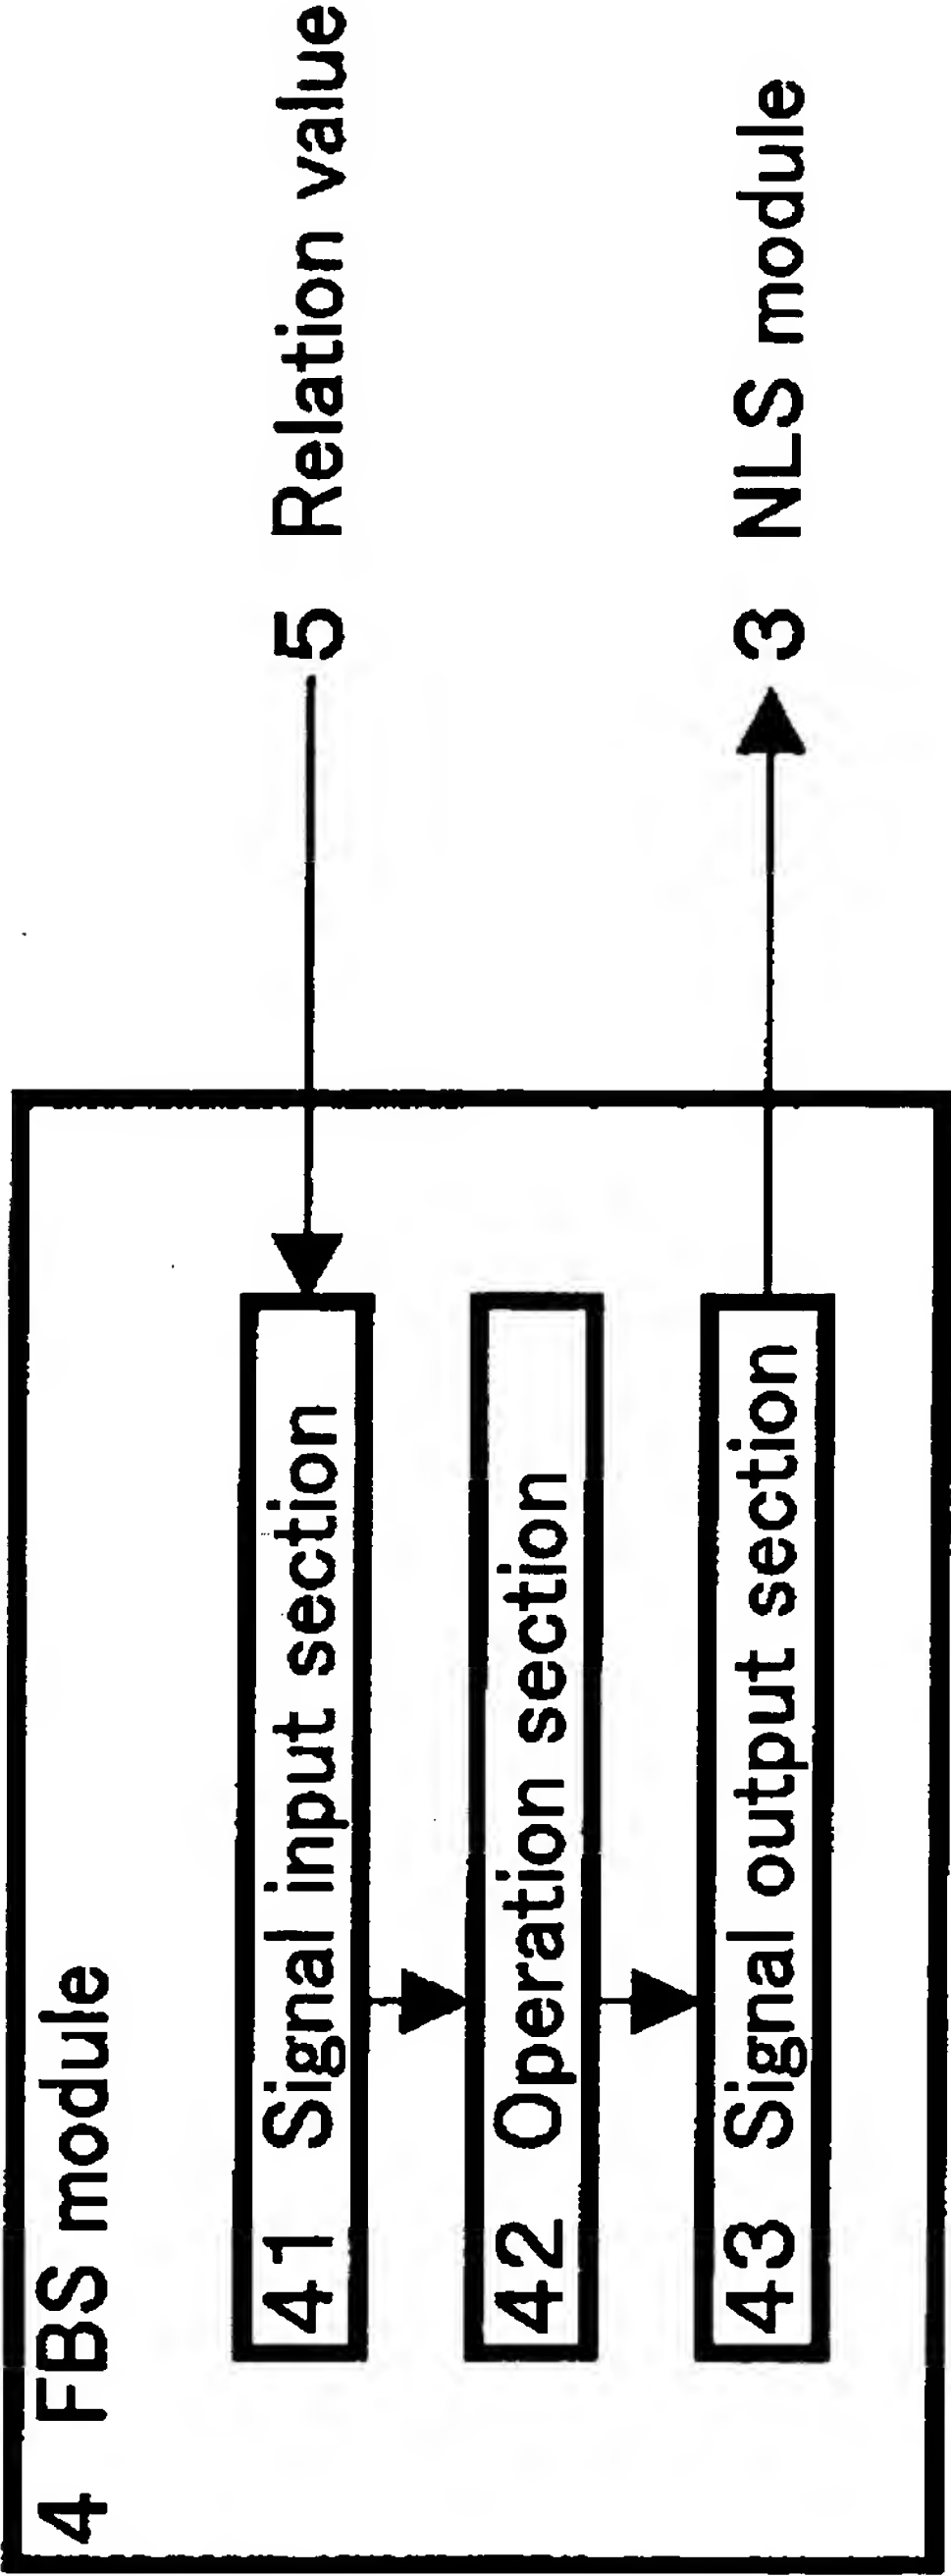 4 FBS module
41 Signal input section
5 Relation value
42 Operation section
43 Signal output section
3 NLS module